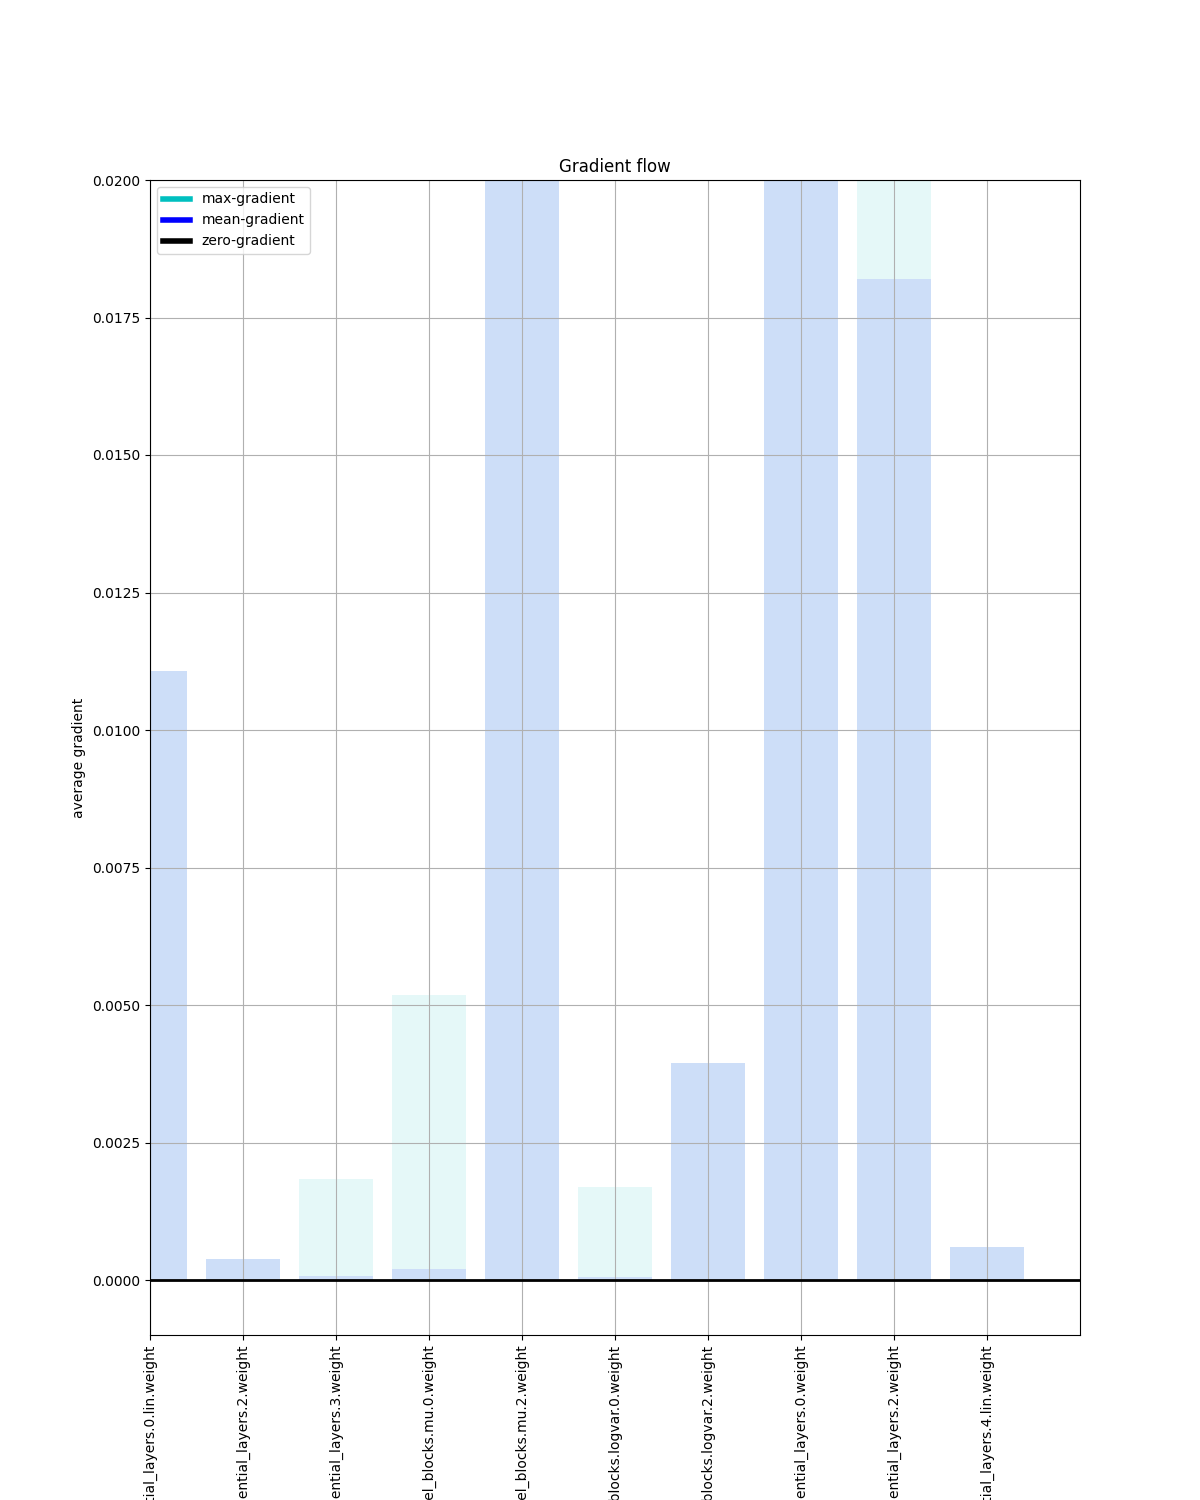 Gradient flow
max-gradient
mean-gradient
zero-gradient
0.0200
0.0175
0.0150
0.0125
0.0100
0.0075
0.0050
0.0025
0.0000
average gradient
tial_layers.0.lin.weight
ential_layers.2.weight
ential_layers.3.weight
el_blocks.mu.0.weight
el_blocks.mu.2.weight
blocks.logvar.0.weight
blocks.logvar.2.weight
ential_layers.0.weight
ential_layers.2.weight
tial_layers.4.lin.weight